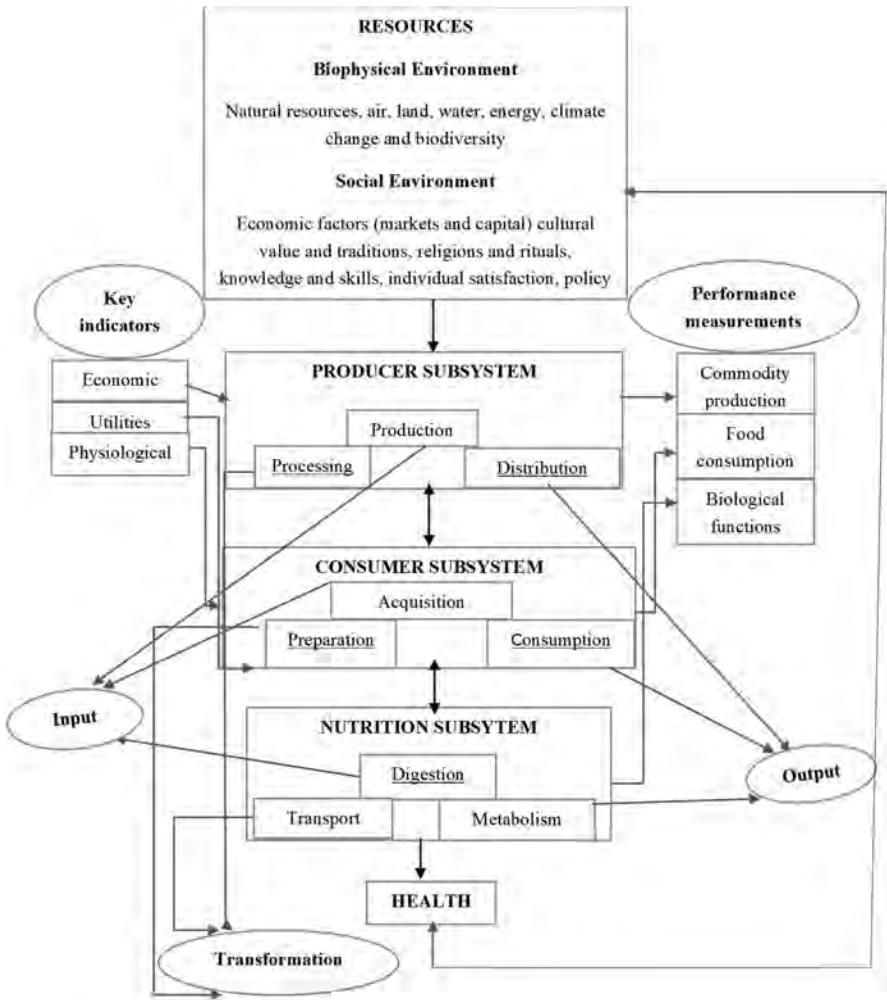 RESOURCES
Biophysical Environment
Natural resources, air, land, water, energy, climate
change and biodiversity
Social Environment
Economic factors (markets and capital) cultural
value and traditions, religions and rituals,
knowledge and skills, individual satisfaction, policy
Key
indicators
Performance
measurements
Economic
Utilities
Physiological
PRODUCER SUBSYSTEM
Production
Processing
Distribution
Commodity
production
Food
consumption
Biological
functions
CONSUMER SUBSYSTEM
Acquisition
Preparation
Consumption
Input
NUTRITION SUBSYTEM
Digestion
Transport
Metabolism
Output
HEALTH
Transformation